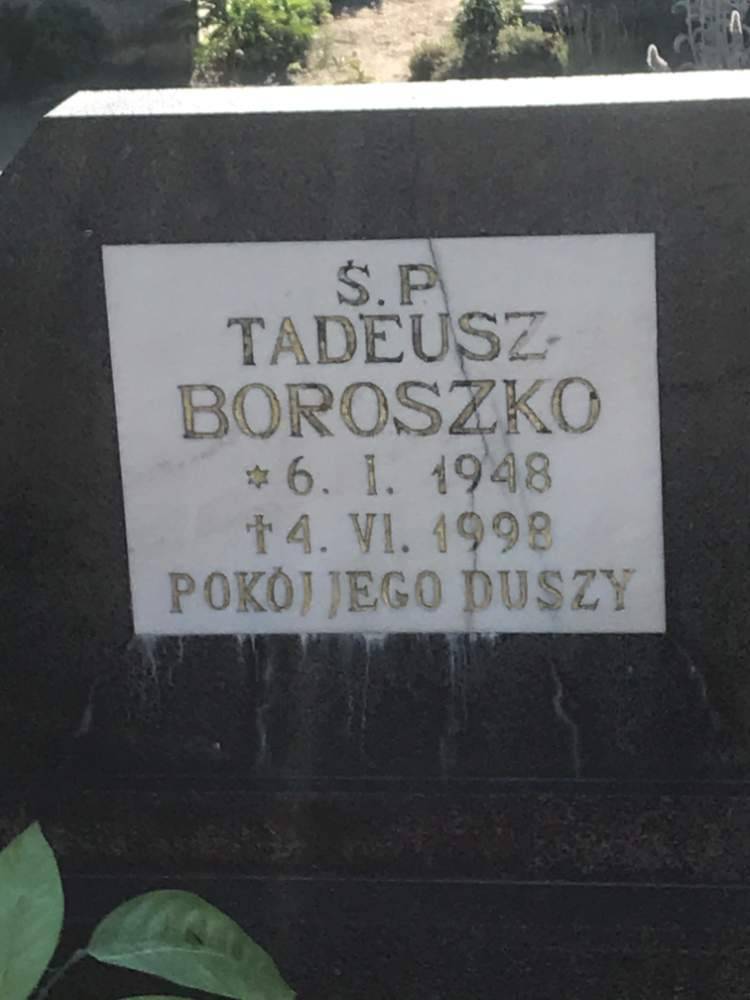 Ś.P
TADEUSZ
BOROSZKO
* 6. I. 1948
† 4. VI. 1998
POKÓJ JEGO DUSZY